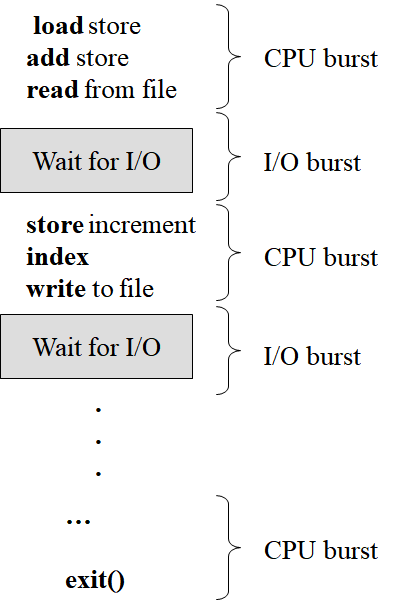 load store
add store
read from file
CPU burst
Wait for I/O
I/O burst
store increment
index
write to file
CPU burst
Wait for I/O
I/O burst
.
.
.
...
exit()
CPU burst